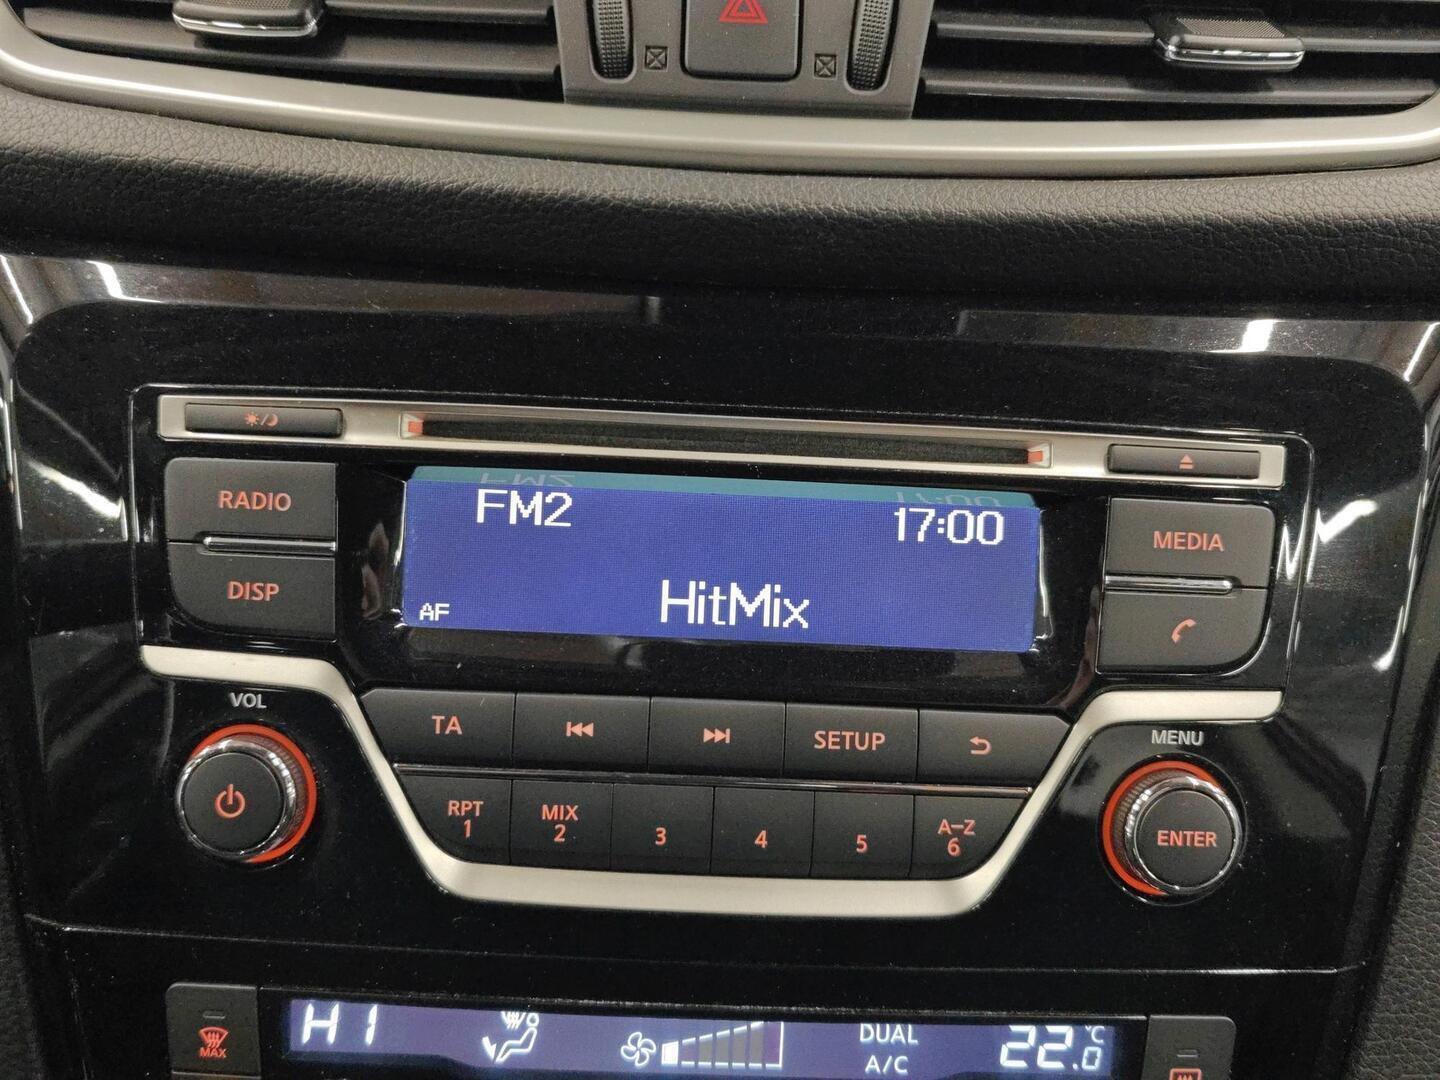 RADIO
DISP
FM2
17:00
AF
HitMix
MEDIA
VOL
TA
SETUP
MENU
RPT
1
MIX
2
3
4
5
A-Z
6
ENTER
MAX
HI
DUAL
A/C
22.0 °C